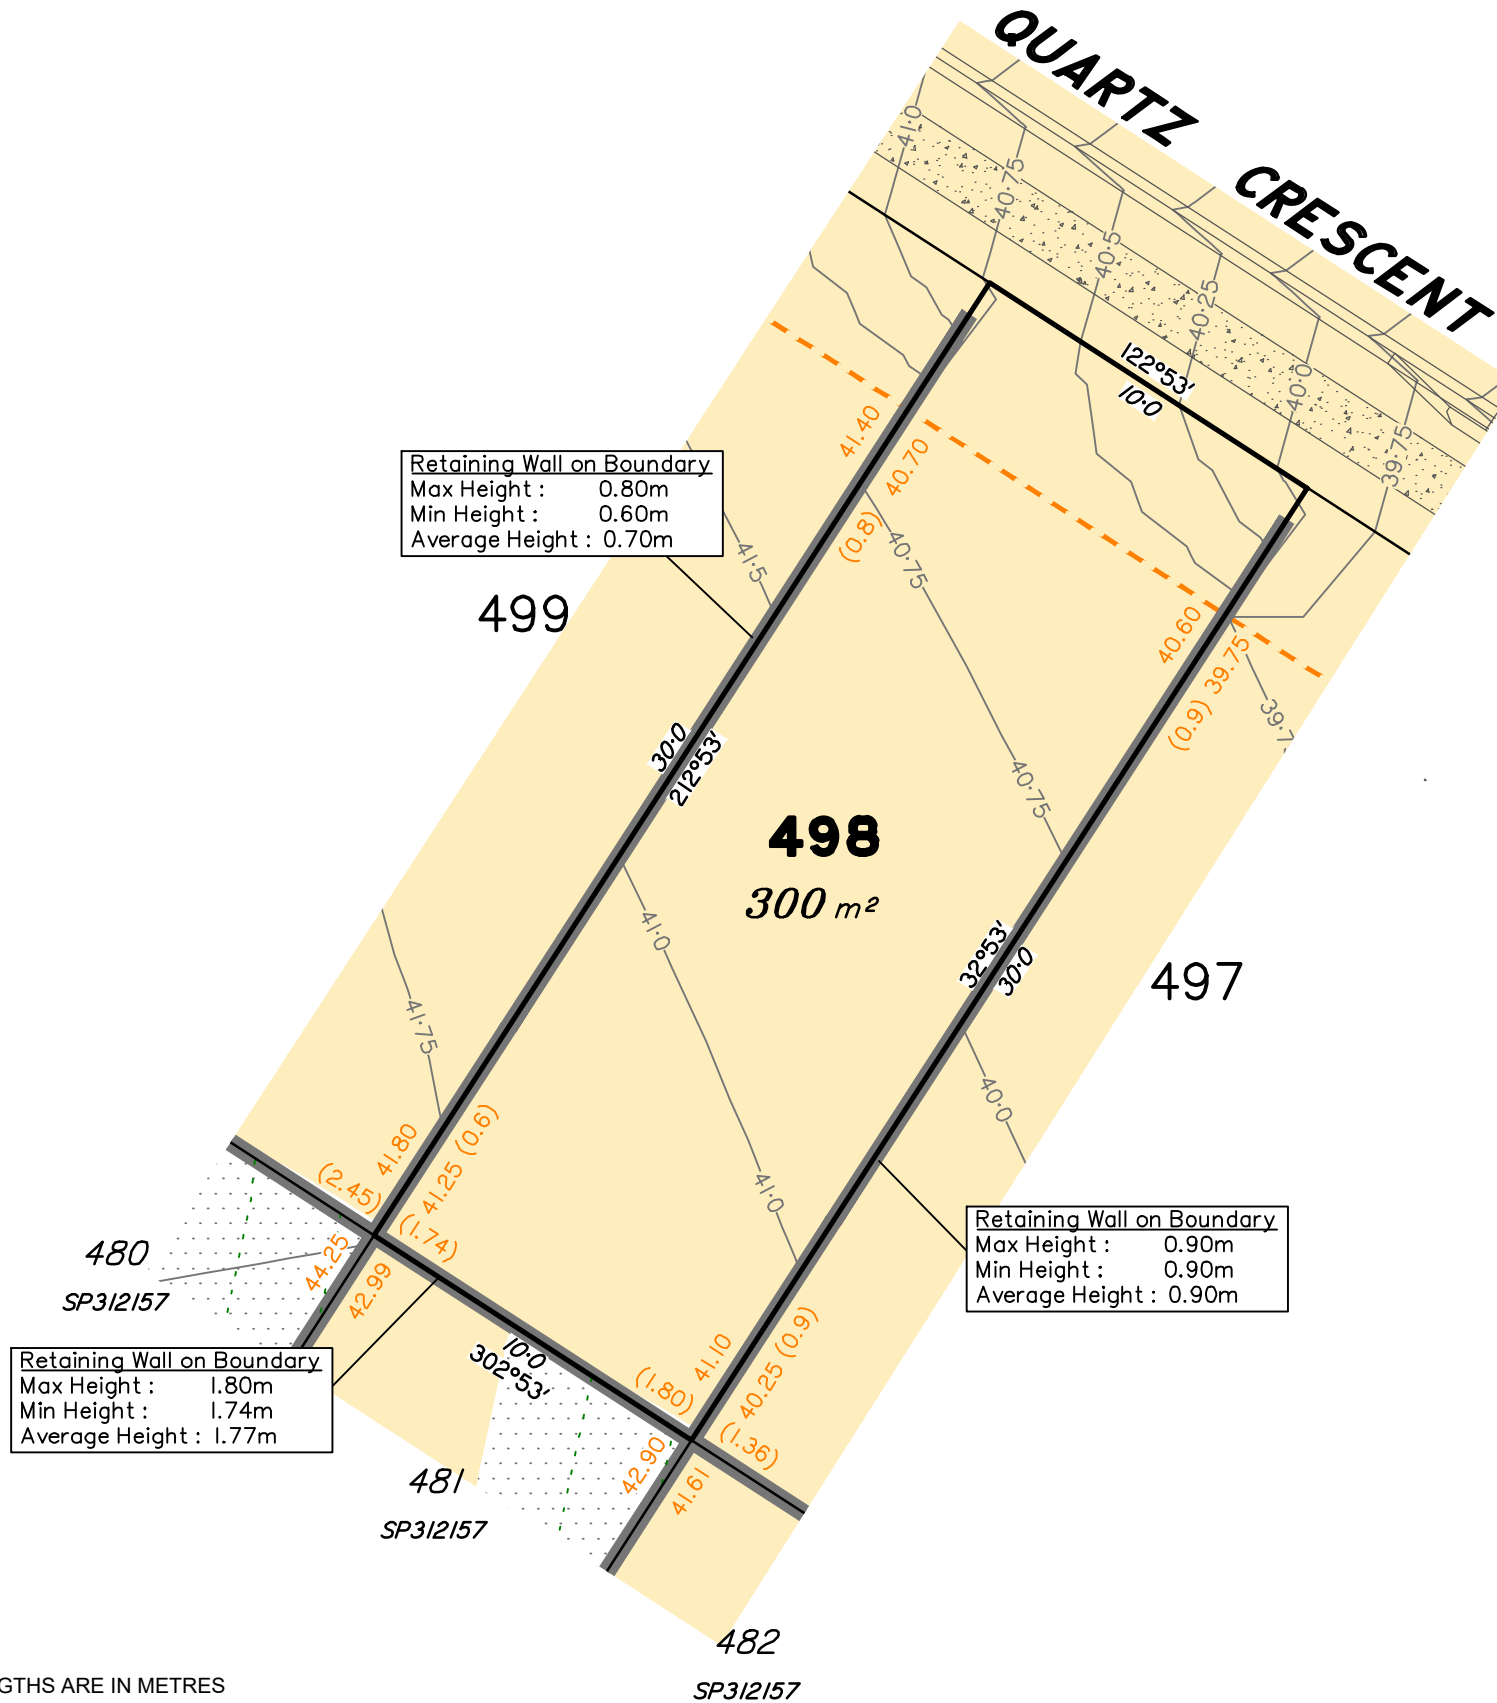 QUARTZ CRESCENT
41·0
40·75
40·5
40·25
40·0
39·75
122°53'
10·0
41.40
40.70
(0.8)
Retaining Wall on Boundary
Max Height : 0.80m
Min Height : 0.60m
Average Height : 0.70m
41·5
40·75
499
40.60
39.75
(0.9)
39·7
30·0
212°53'
40·75
498
300 m²
41·0
32°53'
30·0
497
41·75
40·0
41.80
41.25 (0.6)
(2.45)
(1.74)
41·0
480
SP312157
44.25
42.99
Retaining Wall on Boundary
Max Height : 0.90m
Min Height : 0.90m
Average Height : 0.90m
Retaining Wall on Boundary
Max Height : 1.80m
Min Height : 1.74m
Average Height : 1.77m
10·0
302°53'
41.10
40.25 (0.9)
(1.80)
(1.36)
42.90
41.61
481
SP312157
482
SP312157
GTHS ARE IN METRES